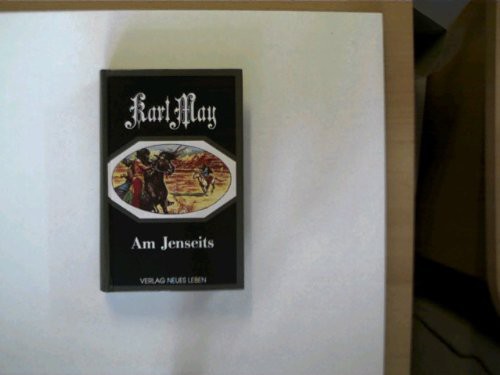 Karl May
Am Jenseits
VERLAG NEUES LEBEN